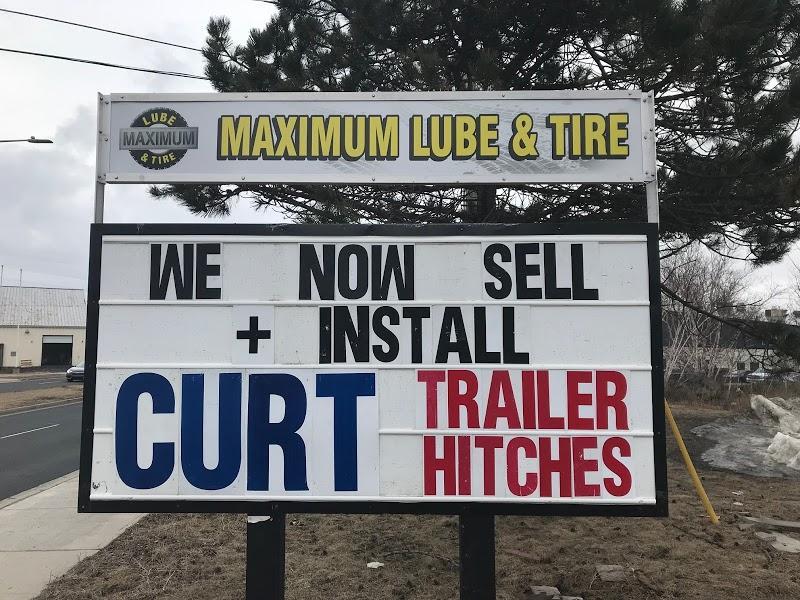 LUBE
MAXIMUM
& TIRE
MAXIMUM LUBE & TIRE
WE NOW SELL
+ INSTALL
CURT TRAILER
HITCHES